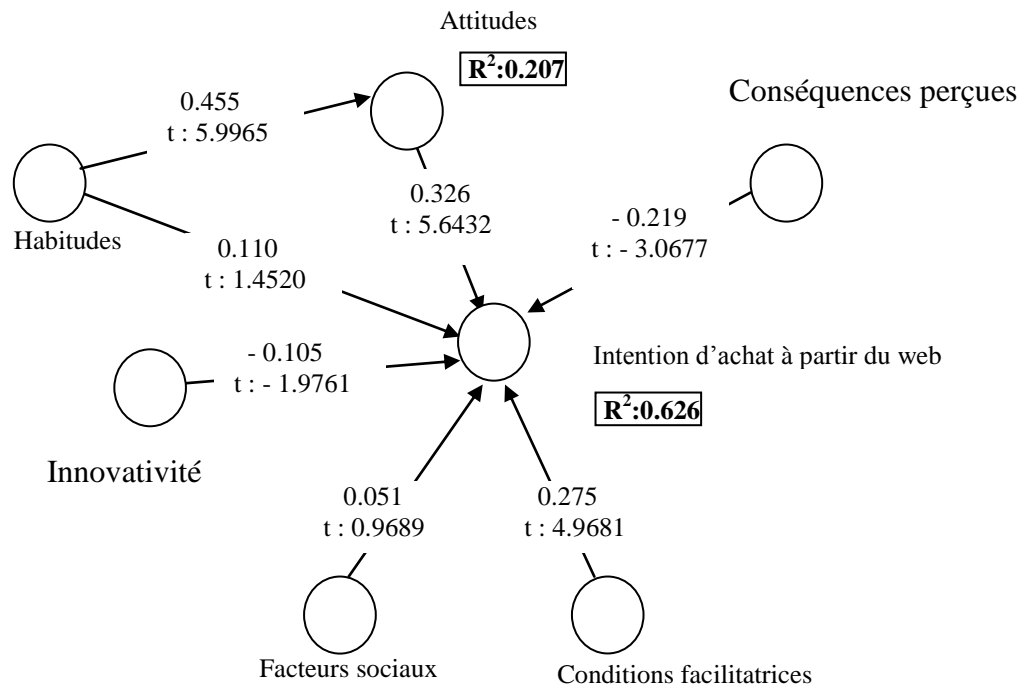 Attitudes
R²:0.207
Conséquences perçues
0.455
t : 5.9965
0.326
t : 5.6432
- 0.219
t : - 3.0677
Habitudes
0.110
t : 1.4520
- 0.105
t : - 1.9761
Intention d'achat à partir du web
R²:0.626
Innovativité
0.051
t : 0.9689
0.275
t : 4.9681
Facteurs sociaux
Conditions facilitatrices